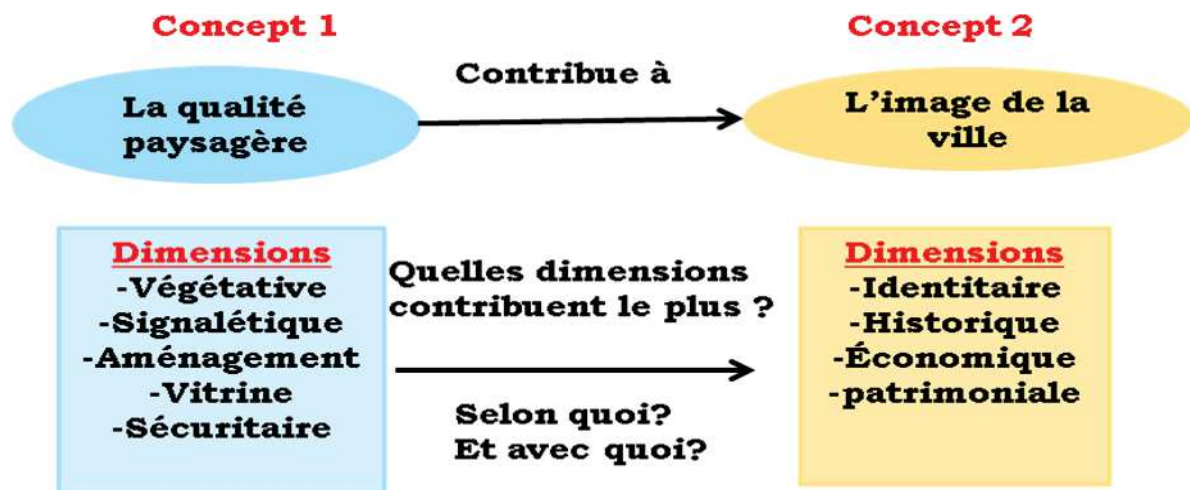 Concept 1
Concept 2
Contribue à
La qualité
paysagère
L'image de la
ville
Dimensions
-Végétative
-Signalétique
-Aménagement
-Vitrine
-Sécuritaire
Quelles dimensions
contribuent le plus ?
Selon quoi?
Et avec quoi?
Dimensions
-Identitaire
-Historique
-Économique
-patrimoniale